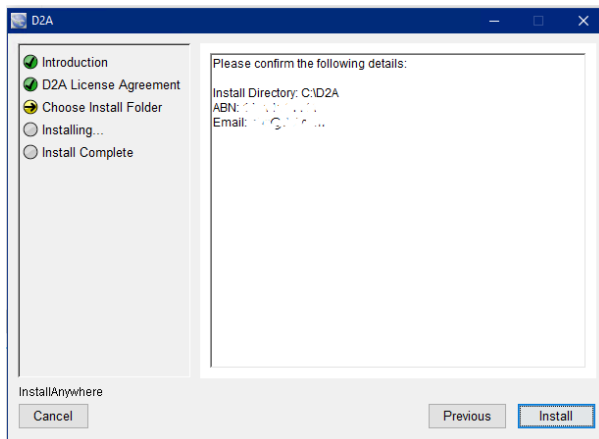 D2A
Introduction
D2A License Agreement
Choose Install Folder
Installing...
Install Complete
Please confirm the following details:
Install Directory: C:\D2A
ABN:
Email:
InstallAnywhere
Cancel
Previous
Install